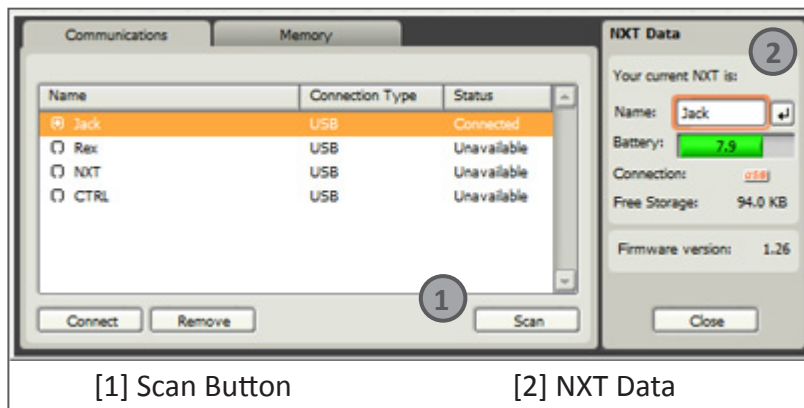 Communications Memory
Name Connection Type Status
Jack USB Connected
Rex USB Unavailable
NXT USB Unavailable
CTRL USB Unavailable
1
Connect Remove Scan
NXT Data
2
Your current NXT is:
Name: Jack
Battery: 7.9
Connection: USB
Free Storage: 94.0 KB
Firmware version: 1.26
Close
[1] Scan Button [2] NXT Data